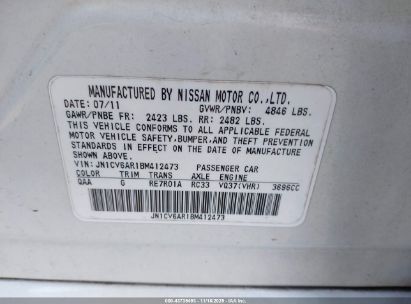 MANUFACTURED BY NISSAN MOTOR CO.,LTD.
DATE: 07/11 GVWR/PNBV: 4846 LBS.
GAWR/PNBE FR: 2423 LBS. RR: 2482 LBS.
THIS VEHICLE CONFORMS TO ALL APPLICABLE FEDERAL
MOTOR VEHICLE SAFETY, BUMPER, AND THEFT PREVENTION
STANDARDS IN EFFECT ON THE DATE OF MANUFACTURE
SHOWN ABOVE.
VIN: JN1CV6AR1BM412473 PASSENGER CAR
COLOR TRIM TRANS AXLE ENGINE
QAA G RE7R01A RC33 VQ37(VHR) 3696CC
JN1CV6AR1BM412473